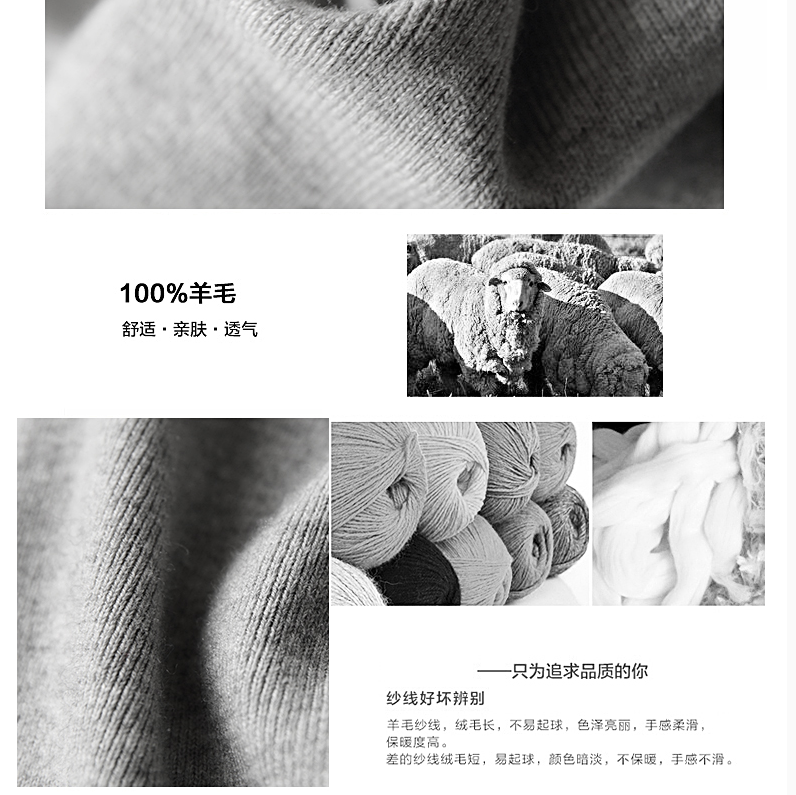 100%羊毛
舒适·亲肤·透气
——只为追求品质的你
纱线好坏辨别
羊毛纱线，绒毛长，不易起球，色泽亮丽，手感柔滑，
保暖度高。
差的纱线绒毛短，易起球，颜色暗淡，不保暖，手感不滑。